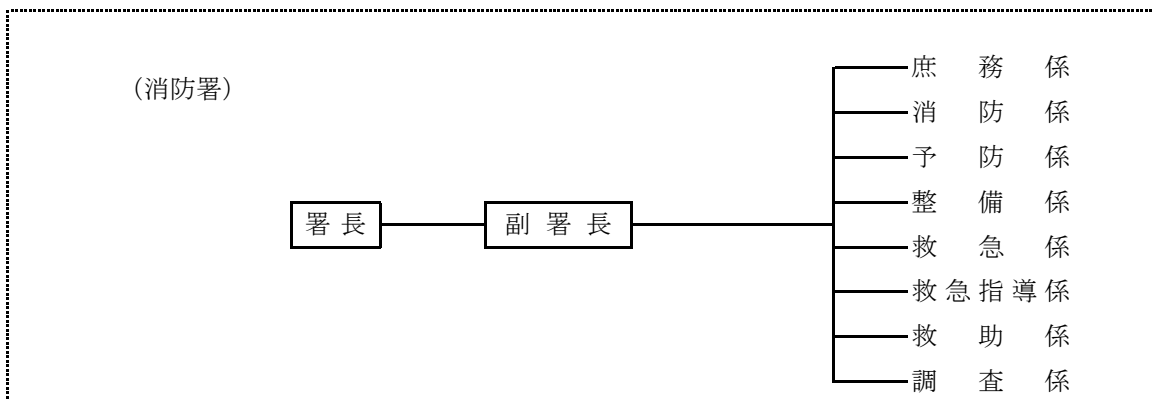 (消防署)
署長
副署長
庶務係
消防係
予防係
整備係
救急係
救急指導係
救助係
調査係